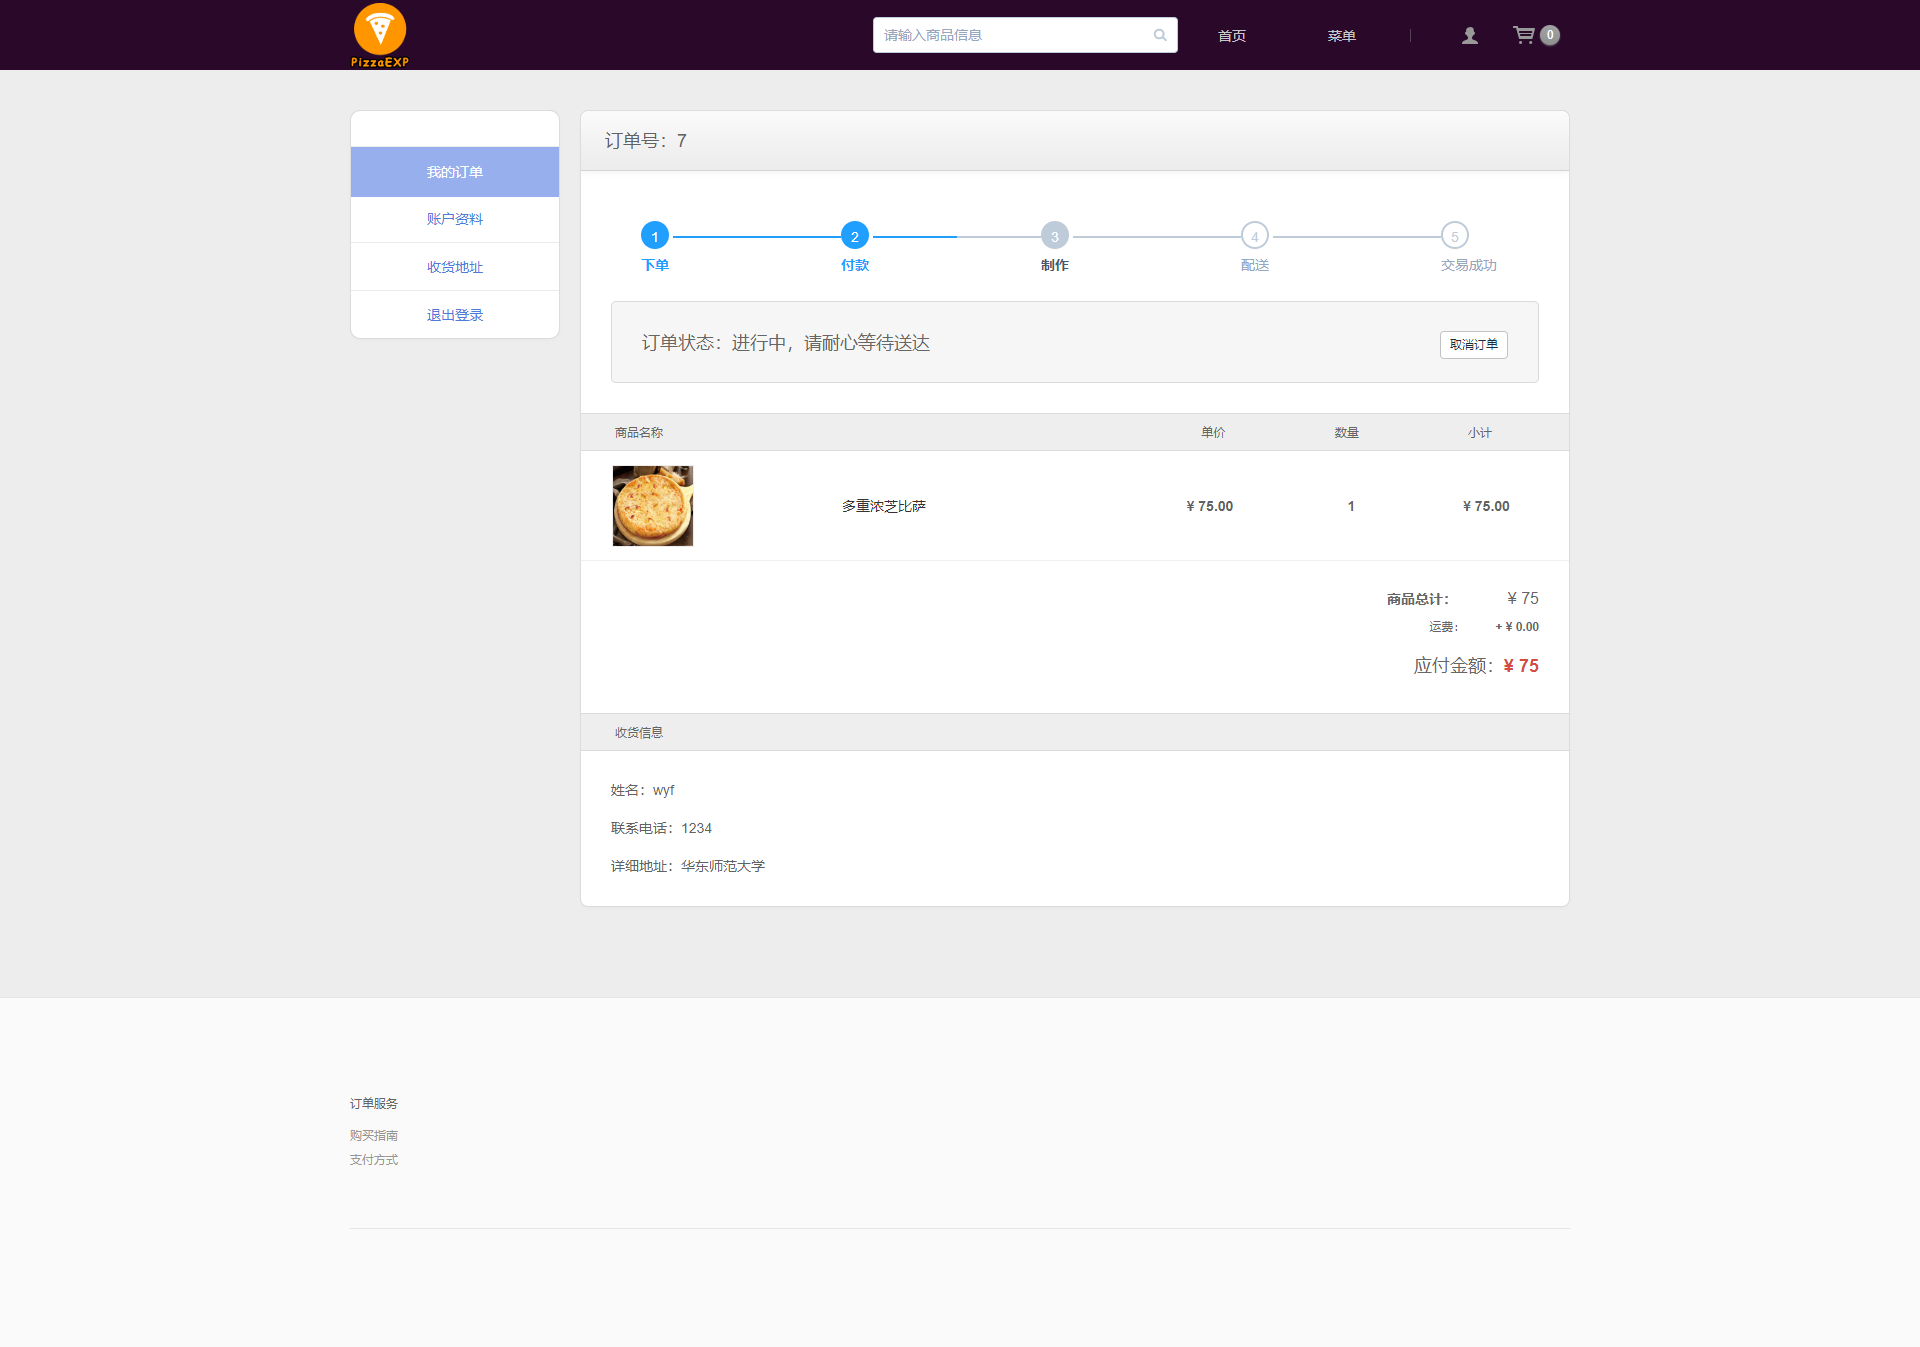 PizzaEXP
请输入商品信息
首页
菜单
0
我的订单
账户资料
收货地址
退出登录
订单号：7
1
2
3
4
5
下单
付款
制作
配送
交易成功
订单状态：进行中，请耐心等待送达
取消订单
商品名称
单价
数量
小计
多重浓芝比萨
¥ 75.00
1
¥ 75.00
商品总计：
¥ 75
运费：
+ ¥ 0.00
应付金额：¥ 75
收货信息
姓名：wyf
联系电话：1234
详细地址：华东师范大学
订单服务
购买指南
支付方式